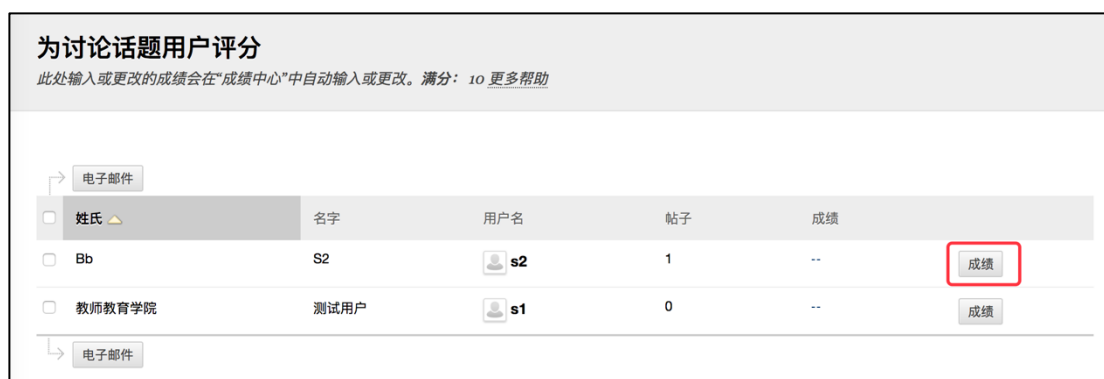 为讨论话题用户评分
此处输入或更改的成绩会在“成绩中心”中自动输入或更改。满分： 10 更多帮助
电子邮件
姓氏 名字 用户名 帖子 成绩
Bb S2 s2 1 -- 成绩
教师教育学院 测试用户 s1 0 -- 成绩
电子邮件